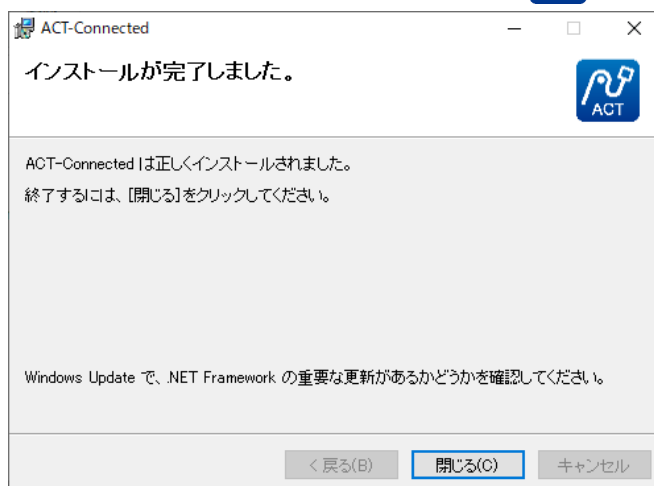 ACT-Connected
インストールが完了しました。
ACT
ACT-Connected は正しくインストールされました。
終了するには、[閉じる]をクリックしてください。
Windows Update で、.NET Framework の重要な更新があるかどうかを確認してください。
< 戻る(B)
閉じる(C)
キャンセル